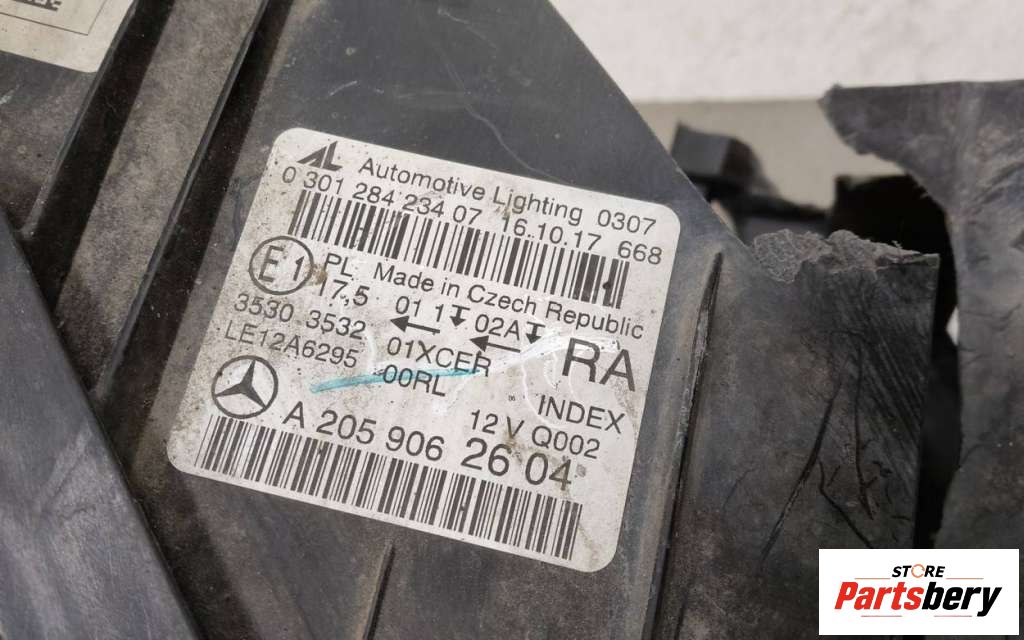 AL Automotive Lighting 0307
0 301 284 234 07 16.10.17 668
E1 PL Made in Czech Republic
17,5 01 1 02A
3530 3532 01XCER RA
LE12A6295 00RL INDEX
12 V Q002
A 205 906 26 04
STORE
Partsbery